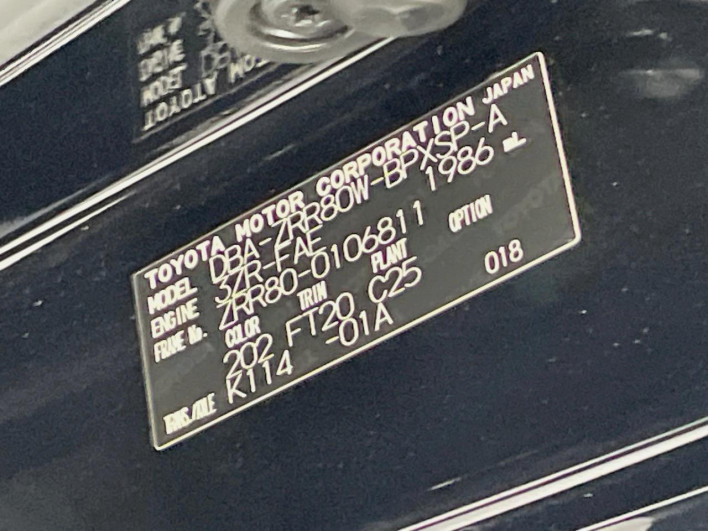 TOYOTA MOTOR CORPORATION JAPAN
MODEL DBA-ZRR80W-BPXSP-A
ENGINE 3ZR-FAE 1986 mL
FRAME No. ZRR80-0106811
COLOR TRIM PLANT OPTION
202 FT20 C25 018
TRNS./AXLE K114 -01A